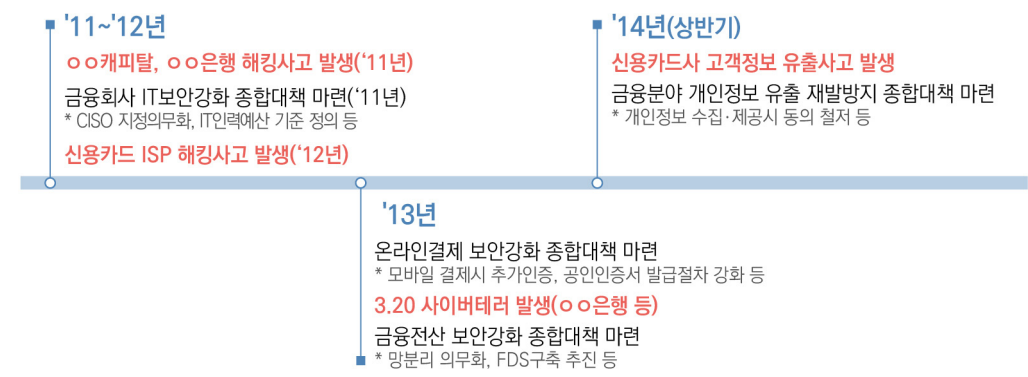 '11~'12년
ㅇㅇ캐피탈, ㅇㅇ은행 해킹사고 발생('11년)
금융회사 IT보안강화 종합대책 마련('11년)
* CISO 지정의무화, IT인력예산 기준 정의 등
신용카드 ISP 해킹사고 발생('12년)
'13년
온라인결제 보안강화 종합대책 마련
* 모바일 결제시 추가인증, 공인인증서 발급절차 강화 등
3.20 사이버테러 발생(ㅇㅇ은행 등)
금융전산 보안강화 종합대책 마련
* 망분리 의무화, FDS구축 추진 등
'14년(상반기)
신용카드사 고객정보 유출사고 발생
금융분야 개인정보 유출 재발방지 종합대책 마련
* 개인정보 수집·제공시 동의 철저 등